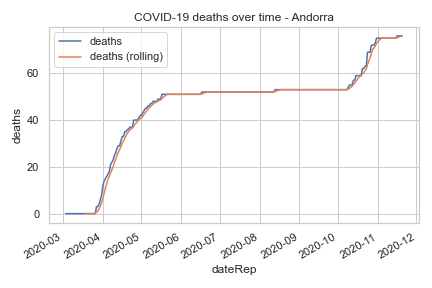 COVID-19 deaths over time - Andorra
deaths
deaths (rolling)
deaths
60
40
20
0
2020-03
2020-04
2020-05
2020-06
2020-07
2020-08
2020-09
2020-10
2020-11
2020-12
dateRep